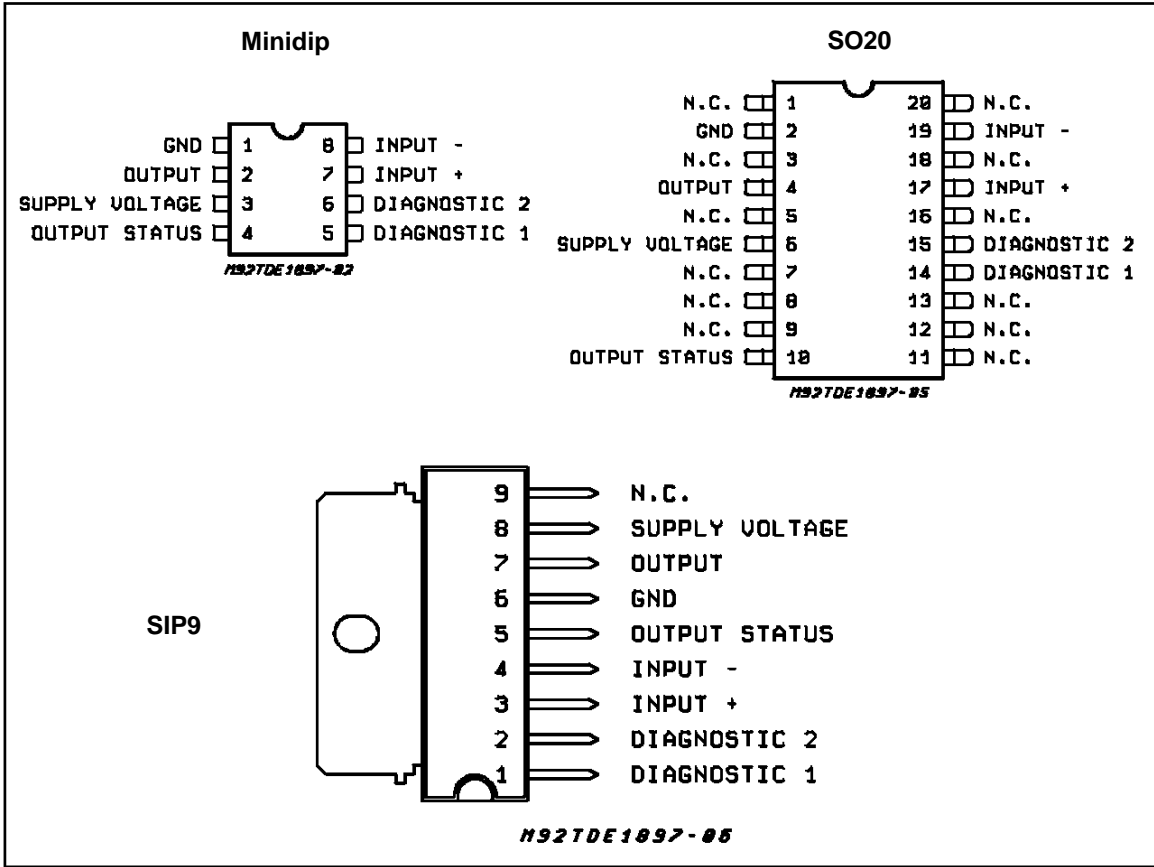 Minidip
GND 1 8 INPUT -
OUTPUT 2 7 INPUT +
SUPPLY VOLTAGE 3 6 DIAGNOSTIC 2
OUTPUT STATUS 4 5 DIAGNOSTIC 1
M92TDE1897-02
SO20
N.C. 1 20 N.C.
GND 2 19 INPUT -
N.C. 3 18 N.C.
OUTPUT 4 17 INPUT +
N.C. 5 16 N.C.
SUPPLY VOLTAGE 6 15 DIAGNOSTIC 2
N.C. 7 14 DIAGNOSTIC 1
N.C. 8 13 N.C.
N.C. 9 12 N.C.
OUTPUT STATUS 10 11 N.C.
M92TDE1897-05
SIP9
9 N.C.
8 SUPPLY VOLTAGE
7 OUTPUT
6 GND
5 OUTPUT STATUS
4 INPUT -
3 INPUT +
2 DIAGNOSTIC 2
1 DIAGNOSTIC 1
M92TDE1897-06